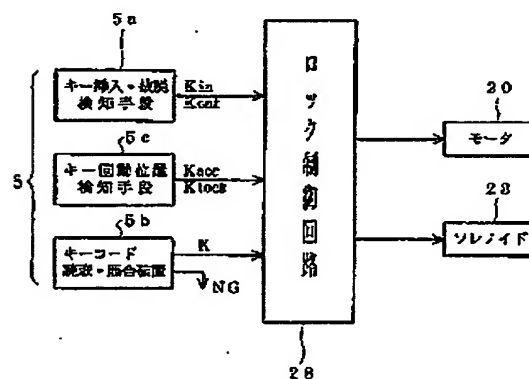 5a
キー挿入・抜脱
検知手段
Kin
Kout
5c
キー回動位置
検知手段
Kacc
Klock
5
5b
キーコード
読取・照合装置
K
NG
ロック制御回路
28
20
モータ
23
ソレノイド